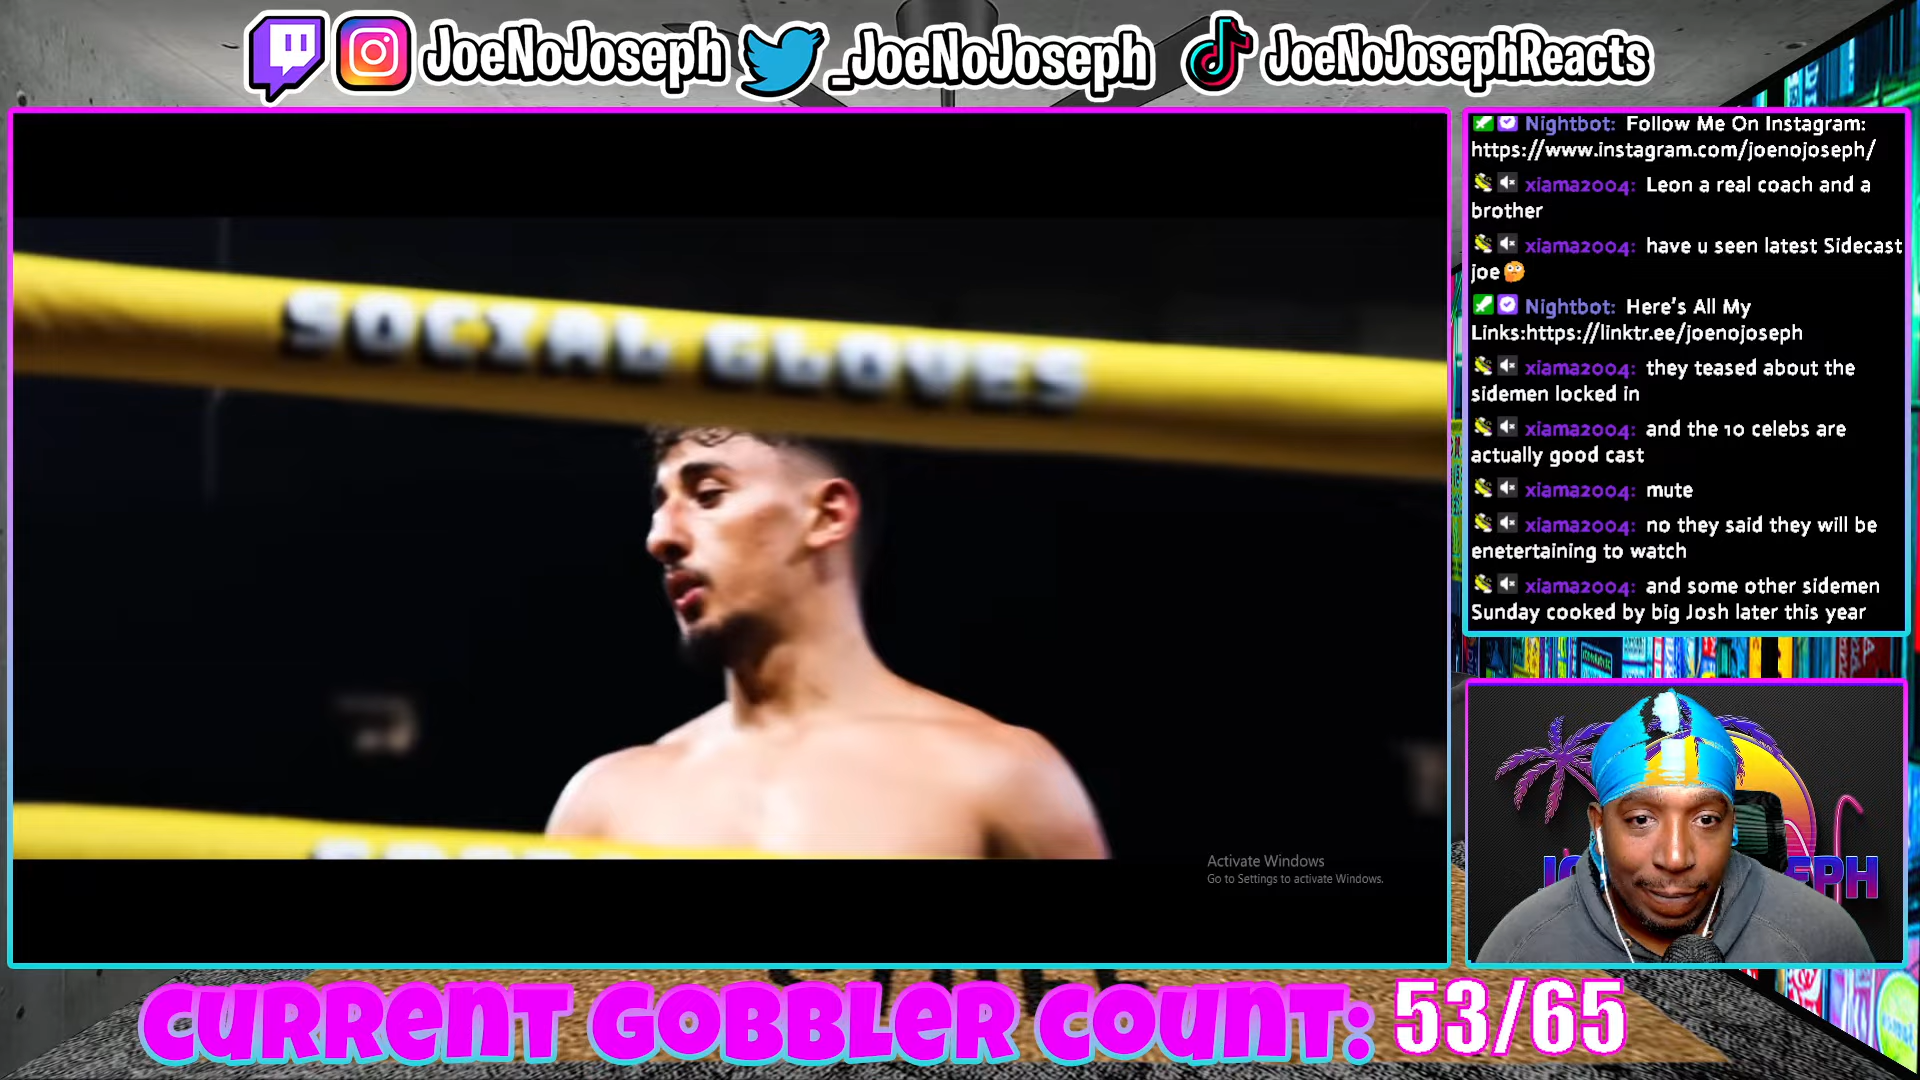 JoeNoJoseph _JoeNoJoseph JoeNoJosephReacts
SOCIAL GLOVES
Activate Windows
Go to Settings to activate Windows.
Nightbot: Follow Me On Instagram:
https://www.instagram.com/joenojoseph/
xiama2004: Leon a real coach and a
brother
xiama2004: have u seen latest Sidecast
joe
Nightbot: Here's All My
Links:https://linktr.ee/joenojoseph
xiama2004: they teased about the
sidemen locked in
xiama2004: and the 10 celebs are
actually good cast
xiama2004: mute
xiama2004: no they said they will be
enetertaining to watch
xiama2004: and some other sidemen
Sunday cooked by big Josh later this year
CURRENT GOBBLER COUNT: 53/65